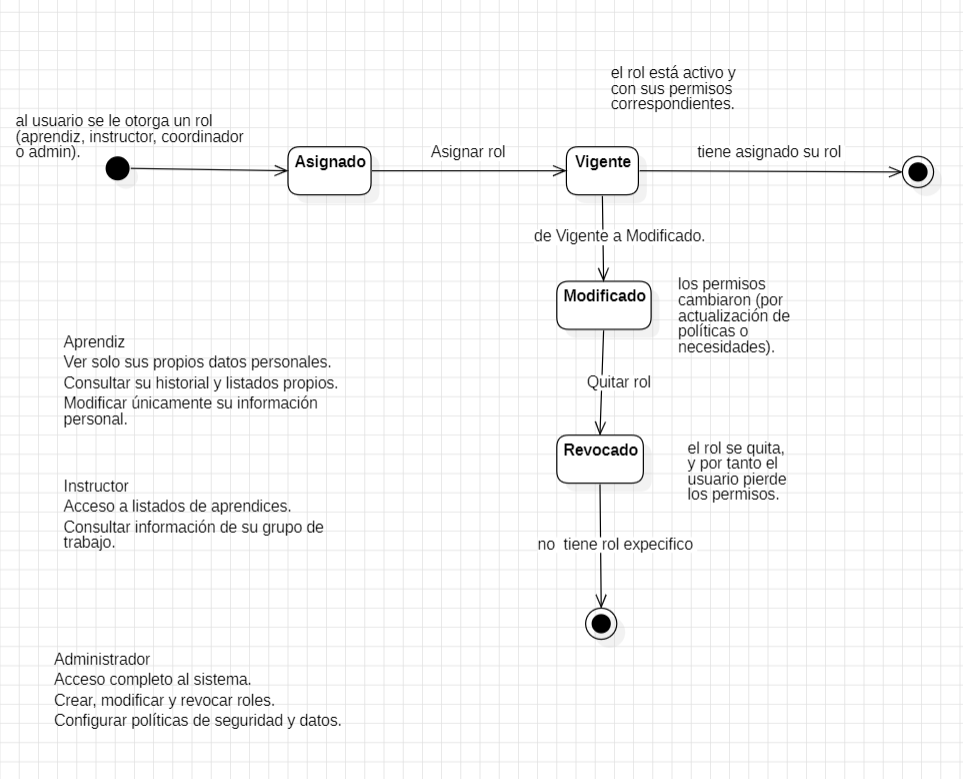 el rol está activo y
con sus permisos
correspondientes.
al usuario se le otorga un rol
(aprendiz, instructor, coordinador
o admin).
Asignado
Asignar rol
Vigente
tiene asignado su rol
de Vigente a Modificado.
Modificado
los permisos
cambiaron (por
actualización de
políticas o
necesidades).
Aprendiz
Ver solo sus propios datos personales.
Consultar su historial y listados propios.
Modificar únicamente su información
personal.
Quitar rol
Revocado
el rol se quita,
y por tanto el
usuario pierde
los permisos.
Instructor
Acceso a listados de aprendices.
Consultar información de su grupo de
trabajo.
no  tiene rol expecifico
Administrador
Acceso completo al sistema.
Crear, modificar y revocar roles.
Configurar políticas de seguridad y datos.